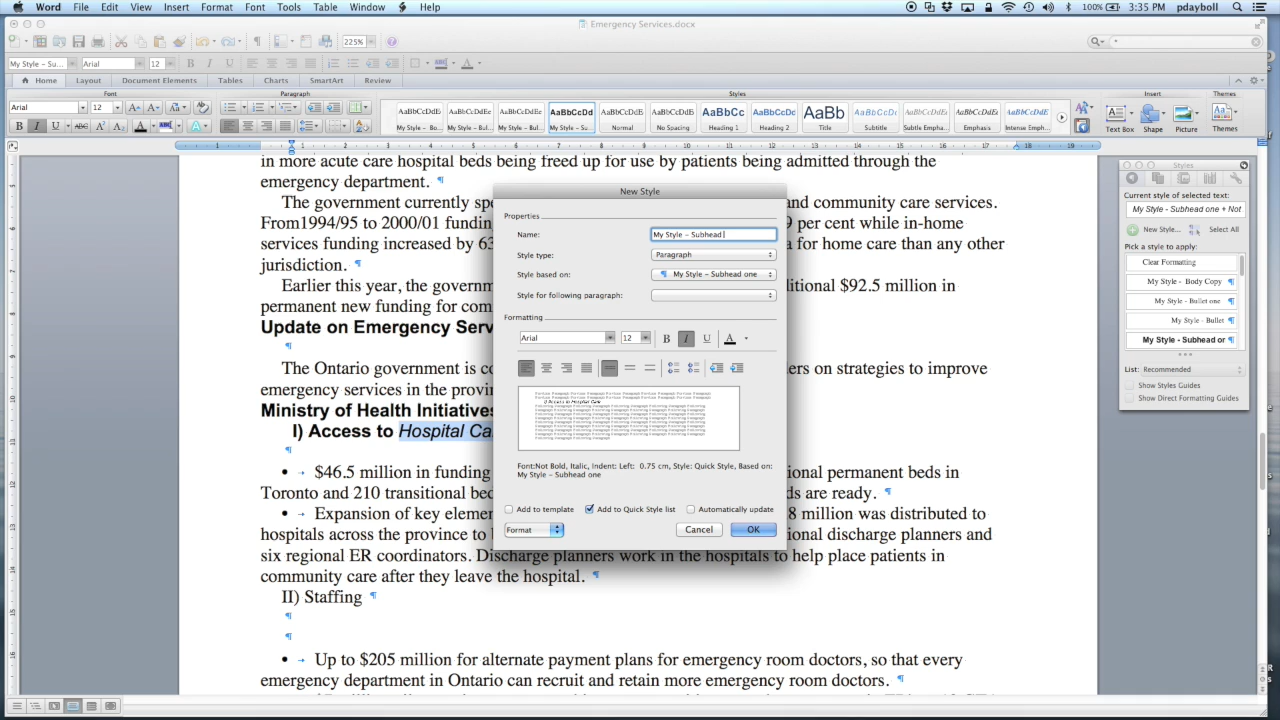 Word File Edit View Insert Format Font Tools Table Window Help 100% 3:35 PM pdayboll
Emergency Services.docx
225%
My Style - Su... Arial 12
Home Layout Document Elements Tables Charts SmartArt Review
Font Paragraph Styles Insert Themes
Arial 12
AaBbCcDdE AaBbCcDdEe AaBbCcDdEe AaBbCcDd AaBbCcDdEe AaBbCcDdEe AaBbCc AaBbCcDc AaBb AaBbCcDdI AaBbCcDdEe AaBbCcDdEe AaBbCcDdEe
My Style - Bo... My Style - Bul... My Style - Bul... My Style - Su... Normal No Spacing Heading 1 Heading 2 Title Subtitle Subtle Empha... Emphasis Intense Emph...
Text Box Shape Picture Themes
in more acute care hospital beds being freed up for use by patients being admitted through the
emergency department. ¶
The government currently spe and community care services.
From1994/95 to 2000/01 fundin 9 per cent while in-home
services funding increased by 63 a for home care than any other
jurisdiction. ¶
Earlier this year, the govern ditional $92.5 million in
permanent new funding for com
Update on Emergency Serv
¶
The Ontario government is co ders on strategies to improve
emergency services in the provin
Ministry of Health Initiatives
I) Access to Hospital Ca
¶
• $46.5 million in funding ional permanent beds in
Toronto and 210 transitional bed ds are ready. ¶
• Expansion of key elemen 8 million was distributed to
hospitals across the province to h ional discharge planners and
six regional ER coordinators. Discharge planners work in the hospitals to help place patients in
community care after they leave the hospital. ¶
II) Staffing ¶
¶
¶
• Up to $205 million for alternate payment plans for emergency room doctors, so that every
emergency department in Ontario can recruit and retain more emergency room doctors. ¶
New Style
Properties
Name: My Style - Subhead
Style type: Paragraph
Style based on: ¶ My Style - Subhead one
Style for following paragraph:
Formatting
Arial 12 B I U A
Font:Not Bold, Italic, Indent: Left: 0.75 cm, Style: Quick Style, Based on:
My Style - Subhead one
Add to template Add to Quick Style list Automatically update
Format Cancel OK
Styles
Current style of selected text:
My Style - Subhead one + Not
New Style... Select All
Pick a style to apply:
Clear Formatting
My Style - Body Copy ¶
My Style - Bullet one ¶
My Style - Bullet ¶
My Style - Subhead or ¶
List: Recommended
Show Styles Guides
Show Direct Formatting Guides